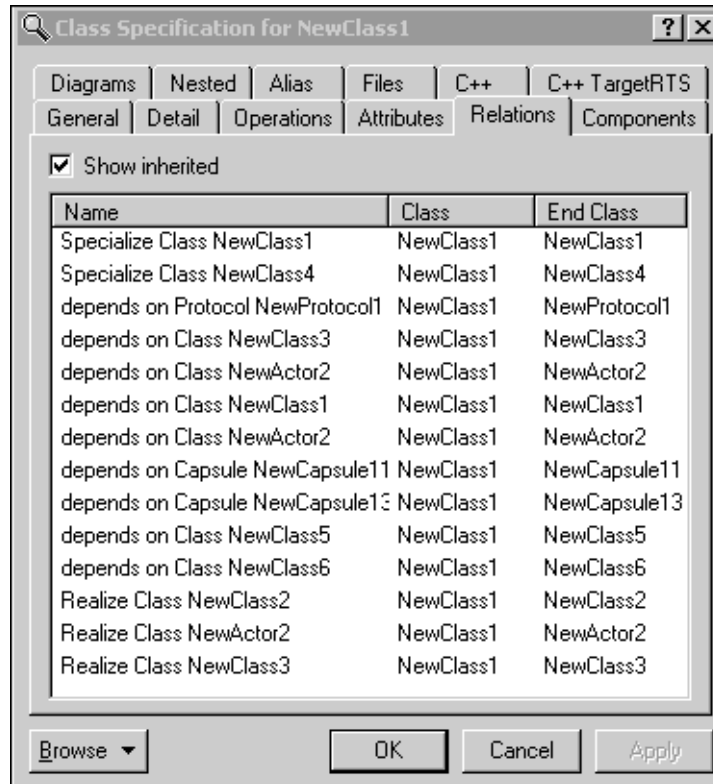 Class Specification for NewClass1 ? X
Diagrams Nested Alias Files C++ C++ TargetRTS
General Detail Operations Attributes Relations Components
Show inherited
Name Class End Class
Specialize Class NewClass1 NewClass1 NewClass1
Specialize Class NewClass4 NewClass1 NewClass4
depends on Protocol NewProtocol1 NewClass1 NewProtocol1
depends on Class NewClass3 NewClass1 NewClass3
depends on Class NewActor2 NewClass1 NewActor2
depends on Class NewClass1 NewClass1 NewClass1
depends on Class NewActor2 NewClass1 NewActor2
depends on Capsule NewCapsule11 NewClass1 NewCapsule11
depends on Capsule NewCapsule13 NewClass1 NewCapsule13
depends on Class NewClass5 NewClass1 NewClass5
depends on Class NewClass6 NewClass1 NewClass6
Realize Class NewClass2 NewClass1 NewClass2
Realize Class NewActor2 NewClass1 NewActor2
Realize Class NewClass3 NewClass1 NewClass3
Browse OK Cancel Apply